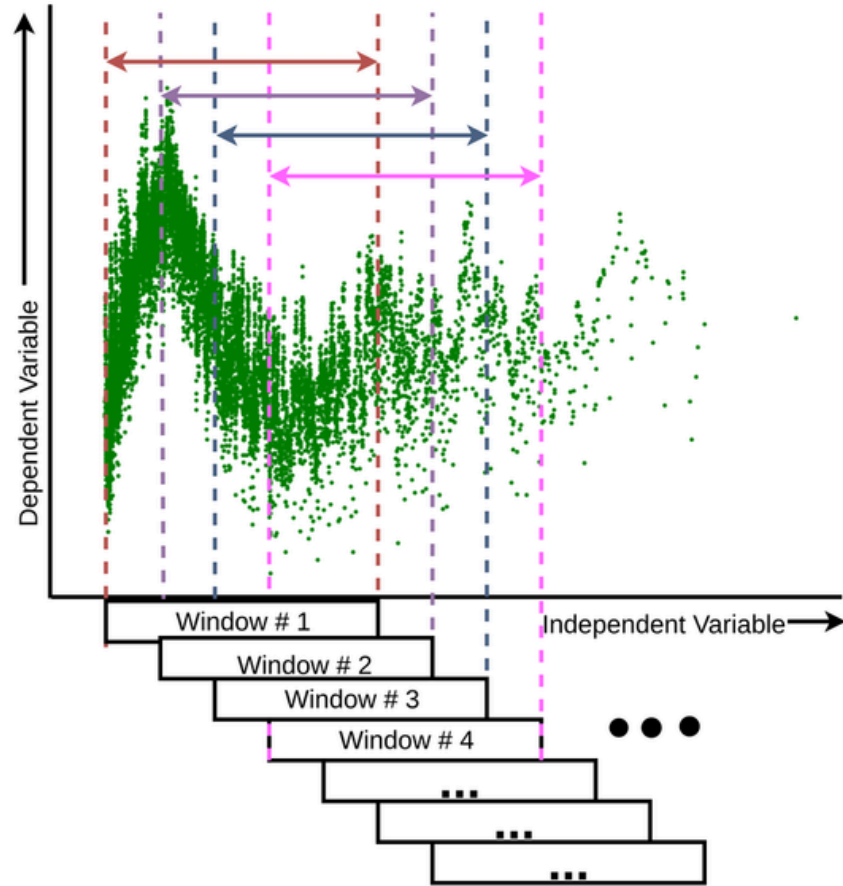 Dependent Variable
Independent Variable
Window # 1
Window # 2
Window # 3
Window # 4
...
...
...